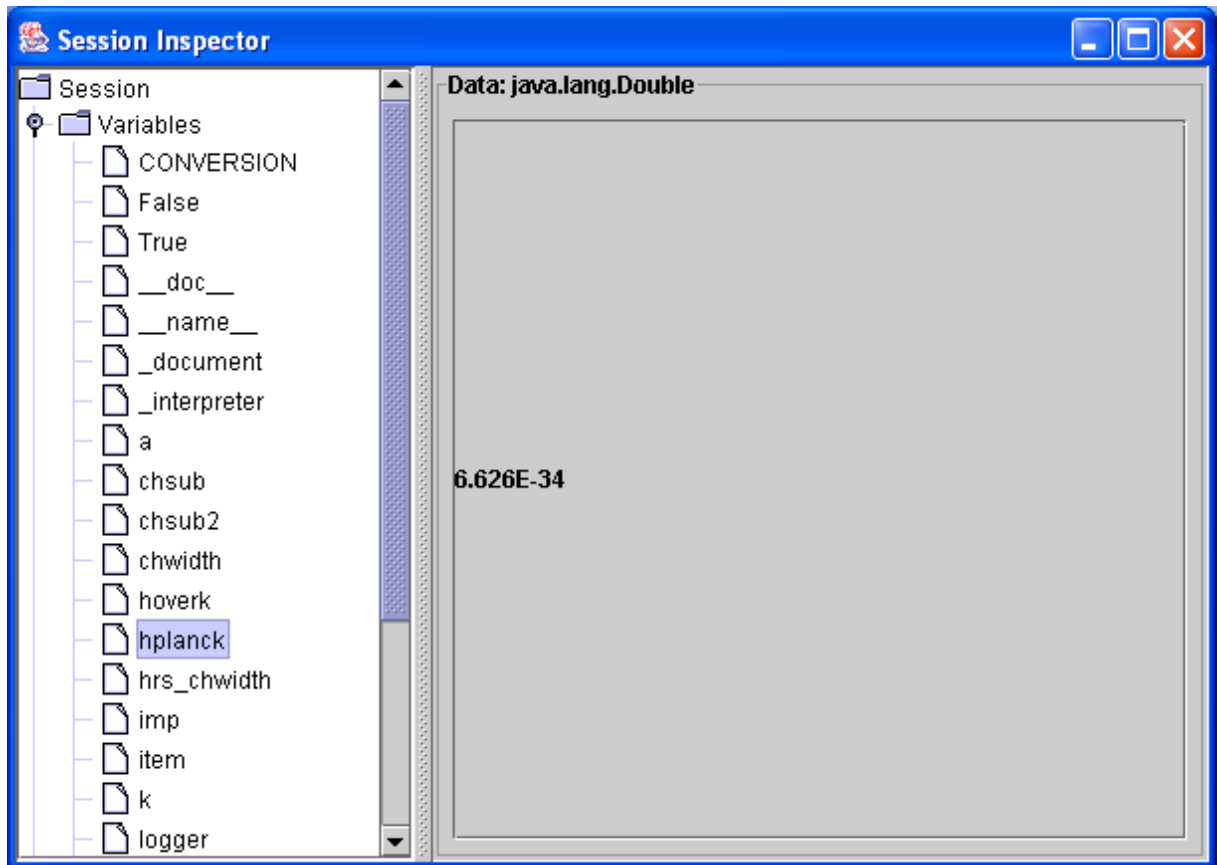 Session Inspector
Session
Variables
CONVERSION
False
True
__doc__
__name__
_document
_interpreter
a
chsub
chsub2
chwidth
hoverk
hplanck
hrs_chwidth
imp
item
k
logger
Data: java.lang.Double
6.626E-34